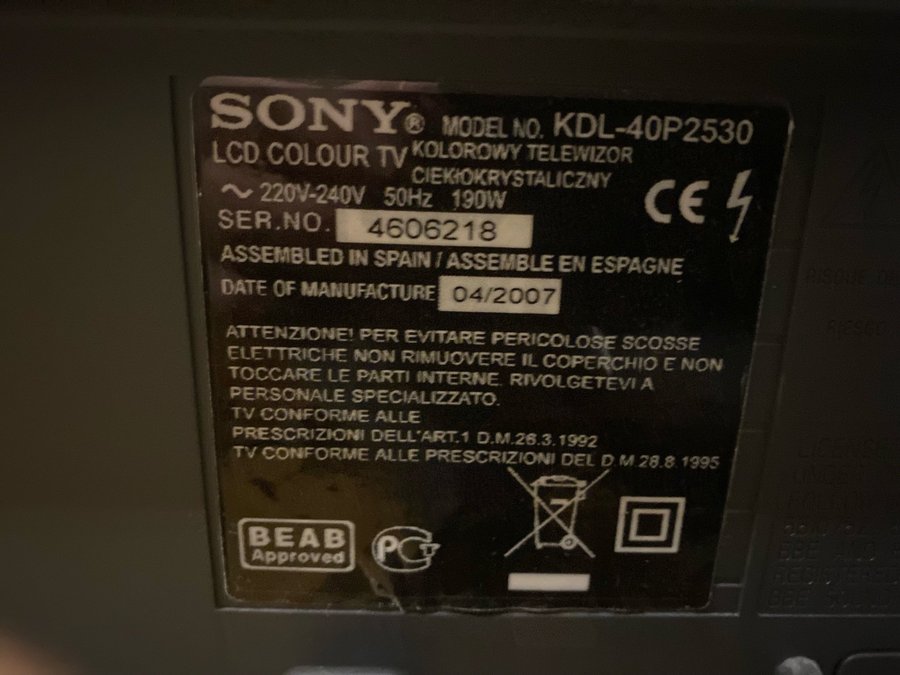 SONY® MODEL NO. KDL-40P2530
LCD COLOUR TV KOLOROWY TELEWIZOR
CIEKŁOKRYSTALICZNY
~ 220V-240V 50Hz 190W
CE
SER.NO. 4606218
ASSEMBLED IN SPAIN / ASSEMBLE EN ESPAGNE
DATE OF MANUFACTURE 04/2007
ATTENZIONE! PER EVITARE PERICOLOSE SCOSSE
ELETTRICHE NON RIMUOVERE IL COPERCHIO E NON
TOCCARE LE PARTI INTERNE. RIVOLGETEVI A
PERSONALE SPECIALIZZATO.
TV CONFORME ALLE
PRESCRIZIONI DELL'ART.1 D.M.26.3.1992
TV CONFORME ALLE PRESCRIZIONI DEL D.M.28.8.1995
BEAB
Approved
PCT
RISQUE